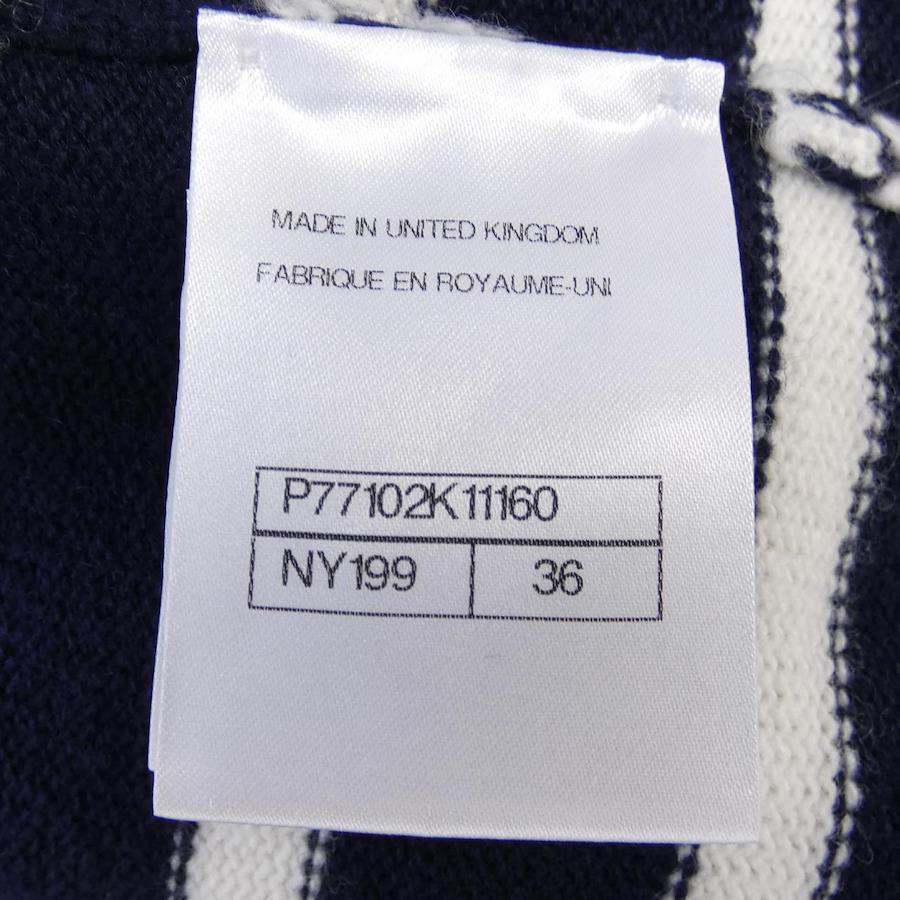 MADE IN UNITED KINGDOM
FABRIQUE EN ROYAUME-UNI
P77102K11160
NY199 36